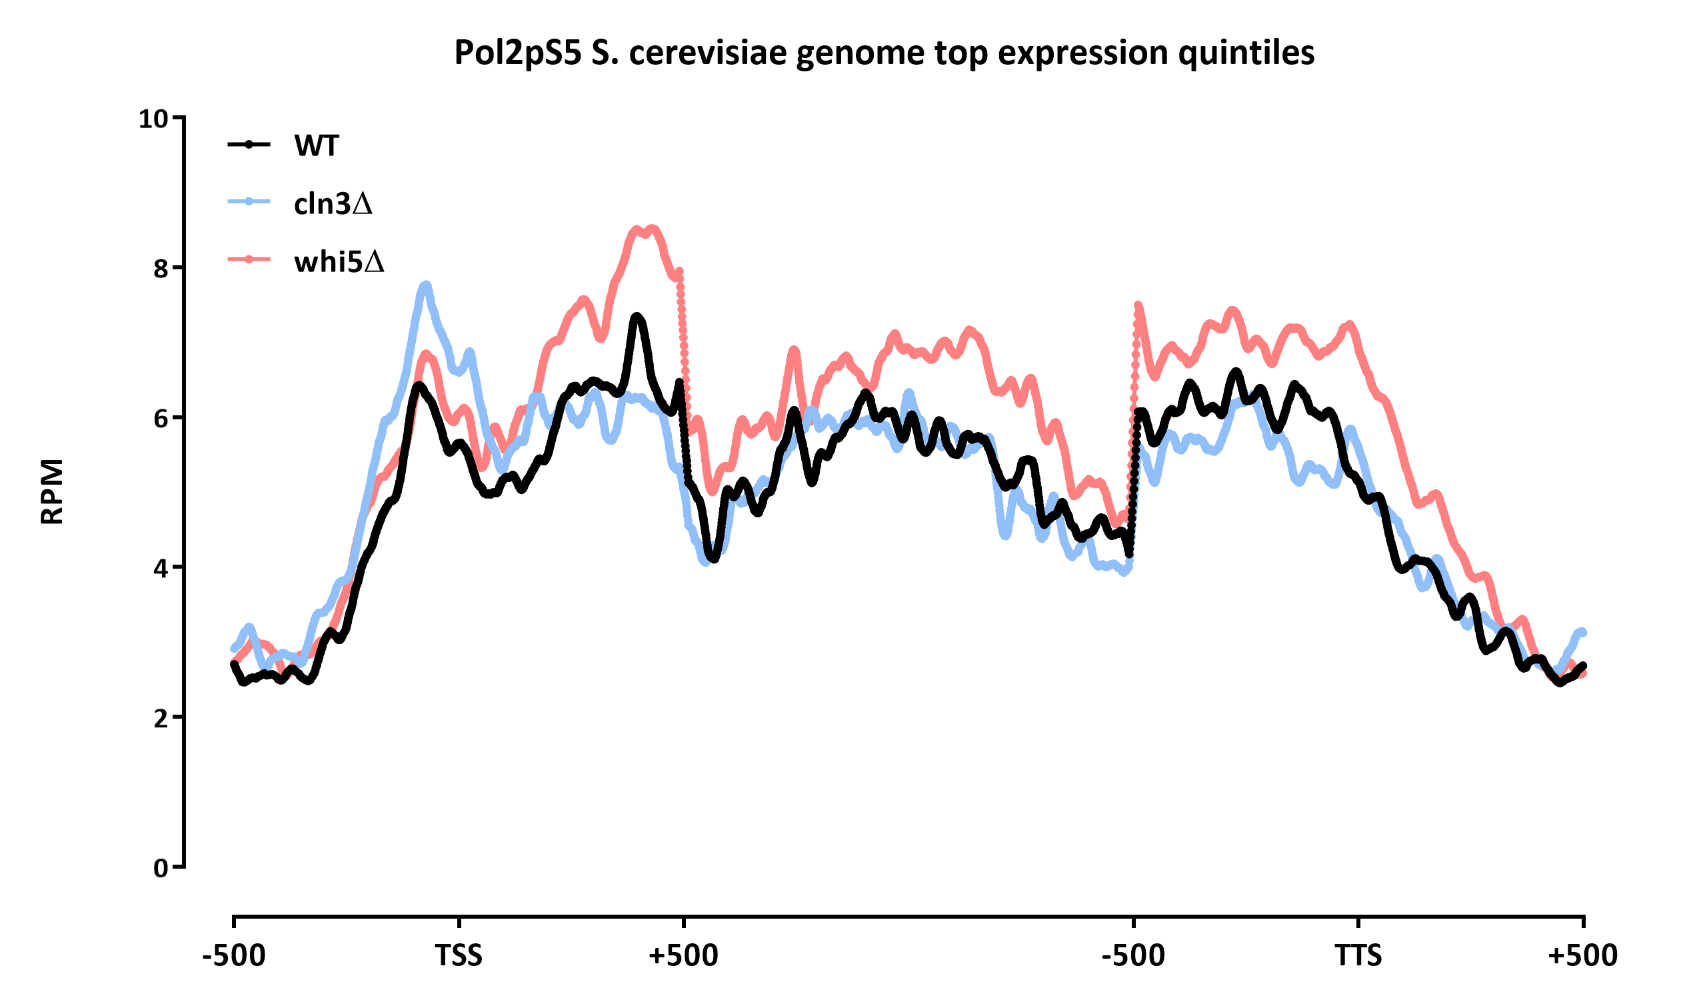 Pol2pS5 S. cerevisiae genome top expression quintiles
10
WT
cln3Δ
whi5Δ
8
6
RPM
4
2
0
-500 TSS +500 -500 TTS +500